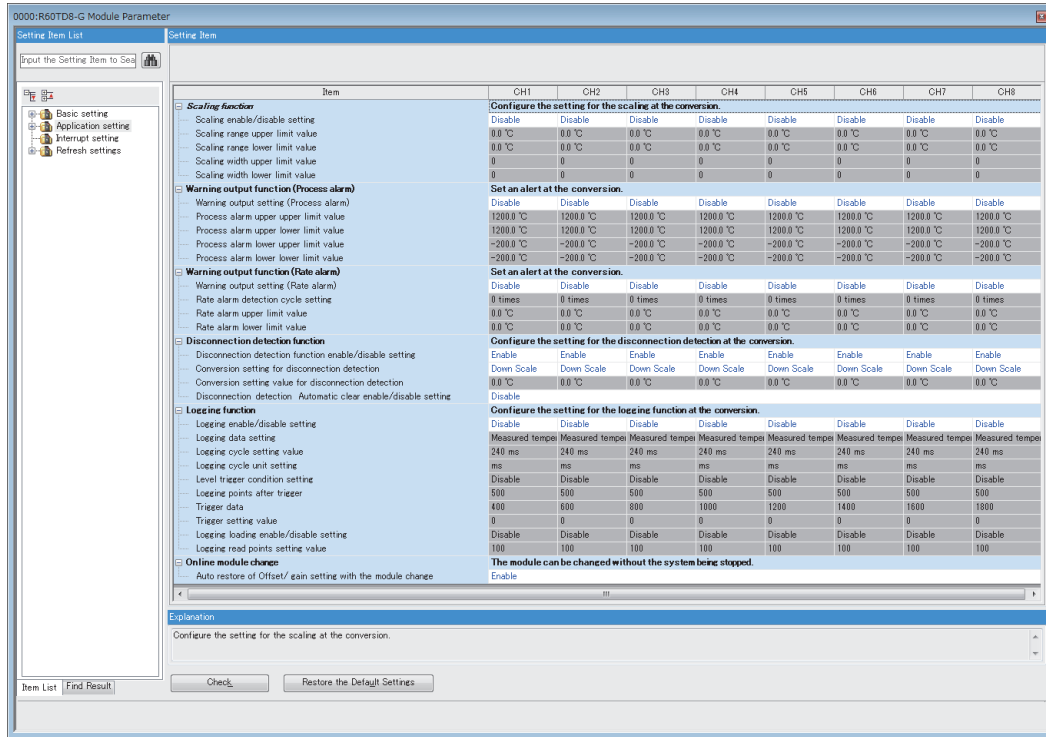 0000:R60TD8-G Module Parameter
Setting Item List
Setting Item
Input the Setting Item to Sea
Basic setting
Application setting
Interrupt setting
Refresh settings
Item CH1 CH2 CH3 CH4 CH5 CH6 CH7 CH8
Scaling function Configure the setting for the scaling at the conversion.
Scaling enable/disable setting Disable Disable Disable Disable Disable Disable Disable Disable
Scaling range upper limit value 0.0 °C 0.0 °C 0.0 °C 0.0 °C 0.0 °C 0.0 °C 0.0 °C 0.0 °C
Scaling range lower limit value 0.0 °C 0.0 °C 0.0 °C 0.0 °C 0.0 °C 0.0 °C 0.0 °C 0.0 °C
Scaling width upper limit value 0 0 0 0 0 0 0 0
Scaling width lower limit value 0 0 0 0 0 0 0 0
Warning output function (Process alarm) Set an alert at the conversion.
Warning output setting (Process alarm) Disable Disable Disable Disable Disable Disable Disable Disable
Process alarm upper upper limit value 1200.0 °C 1200.0 °C 1200.0 °C 1200.0 °C 1200.0 °C 1200.0 °C 1200.0 °C 1200.0 °C
Process alarm upper lower limit value 1200.0 °C 1200.0 °C 1200.0 °C 1200.0 °C 1200.0 °C 1200.0 °C 1200.0 °C 1200.0 °C
Process alarm lower upper limit value -200.0 °C -200.0 °C -200.0 °C -200.0 °C -200.0 °C -200.0 °C -200.0 °C -200.0 °C
Process alarm lower lower limit value -200.0 °C -200.0 °C -200.0 °C -200.0 °C -200.0 °C -200.0 °C -200.0 °C -200.0 °C
Warning output function (Rate alarm) Set an alert at the conversion.
Warning output setting (Rate alarm) Disable Disable Disable Disable Disable Disable Disable Disable
Rate alarm detection cycle setting 0 times 0 times 0 times 0 times 0 times 0 times 0 times 0 times
Rate alarm upper limit value 0.0 °C 0.0 °C 0.0 °C 0.0 °C 0.0 °C 0.0 °C 0.0 °C 0.0 °C
Rate alarm lower limit value 0.0 °C 0.0 °C 0.0 °C 0.0 °C 0.0 °C 0.0 °C 0.0 °C 0.0 °C
Disconnection detection function Configure the setting for the disconnection detection at the conversion.
Disconnection detection function enable/disable setting Enable Enable Enable Enable Enable Enable Enable Enable
Conversion setting for disconnection detection Down Scale Down Scale Down Scale Down Scale Down Scale Down Scale Down Scale Down Scale
Conversion setting value for disconnection detection 0.0 °C 0.0 °C 0.0 °C 0.0 °C 0.0 °C 0.0 °C 0.0 °C 0.0 °C
Disconnection detection Automatic clear enable/disable setting Disable
Logging function Configure the setting for the logging function at the conversion.
Logging enable/disable setting Disable Disable Disable Disable Disable Disable Disable Disable
Logging data setting Measured temper Measured temper Measured temper Measured temper Measured temper Measured temper Measured temper Measured temper
Logging cycle setting value 240 ms 240 ms 240 ms 240 ms 240 ms 240 ms 240 ms 240 ms
Logging cycle unit setting ms ms ms ms ms ms ms ms
Level trigger condition setting Disable Disable Disable Disable Disable Disable Disable Disable
Logging points after trigger 500 500 500 500 500 500 500 500
Trigger data 400 600 800 1000 1200 1400 1600 1800
Trigger setting value 0 0 0 0 0 0 0 0
Logging loading enable/disable setting Disable Disable Disable Disable Disable Disable Disable Disable
Logging read points setting value 100 100 100 100 100 100 100 100
Online module change The module can be changed without the system being stopped.
Auto restore of Offset/ gain setting with the module change Enable
Explanation
Configure the setting for the scaling at the conversion.
Item List Find Result
Check
Restore the Default Settings